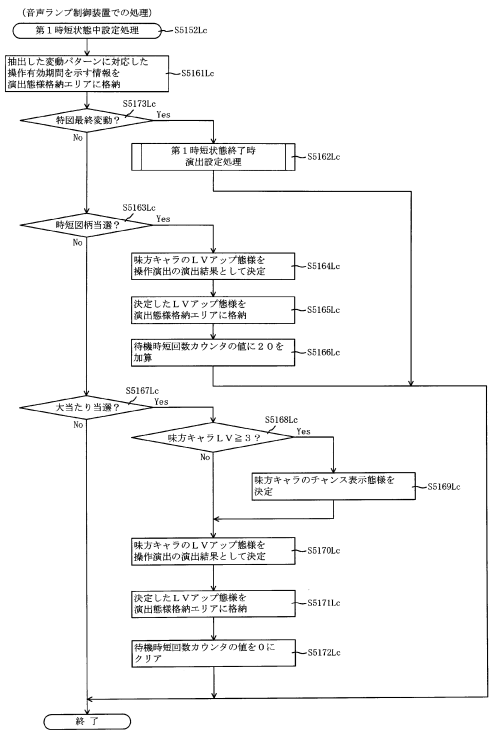 (音声ランプ制御装置での処理)
第1時短状態中設定処理
S5152Lc
抽出した変動パターンに対応した
操作有効期間を示す情報を
演出態様格納エリアに格納
S5161Lc
特図最終変動?
S5173Lc
Yes
No
第1時短状態終了時
演出設定処理
S5162Lc
時短図柄当選?
S5163Lc
Yes
No
味方キャラのLVアップ態様を
操作演出の演出結果として決定
S5164Lc
決定したLVアップ態様を
演出態様格納エリアに格納
S5165Lc
待機時短回数カウンタの値に20を
加算
S5166Lc
大当たり当選?
S5167Lc
Yes
No
味方キャラLV≧3?
S5168Lc
Yes
No
味方キャラのチャンス表示態様を
決定
S5169Lc
味方キャラのLVアップ態様を
操作演出の演出結果として決定
S5170Lc
決定したLVアップ態様を
演出態様格納エリアに格納
S5171Lc
待機時短回数カウンタの値を0に
クリア
S5172Lc
終了